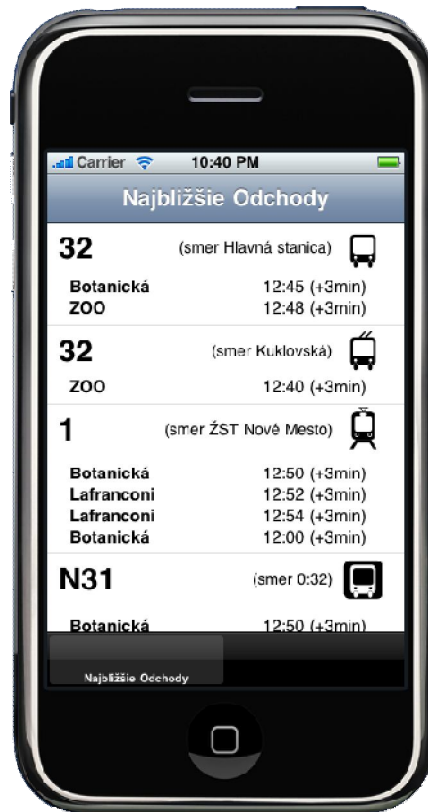 Carrier 10:40 PM
Najbližšie Odchody
32 (smer Hlavná stanica)
Botanická 12:45 (+3min)
ZOO 12:48 (+3min)
32 (smer Kuklovská)
ZOO 12:40 (+3min)
1 (smer ŽST Nové Mesto)
Botanická 12:50 (+3min)
Lafranconi 12:52 (+3min)
Lafranconi 12:54 (+3min)
Botanická 12:00 (+3min)
N31 (smer 0:32)
Botanická 12:50 (+3min)
Najbližšie Odchody